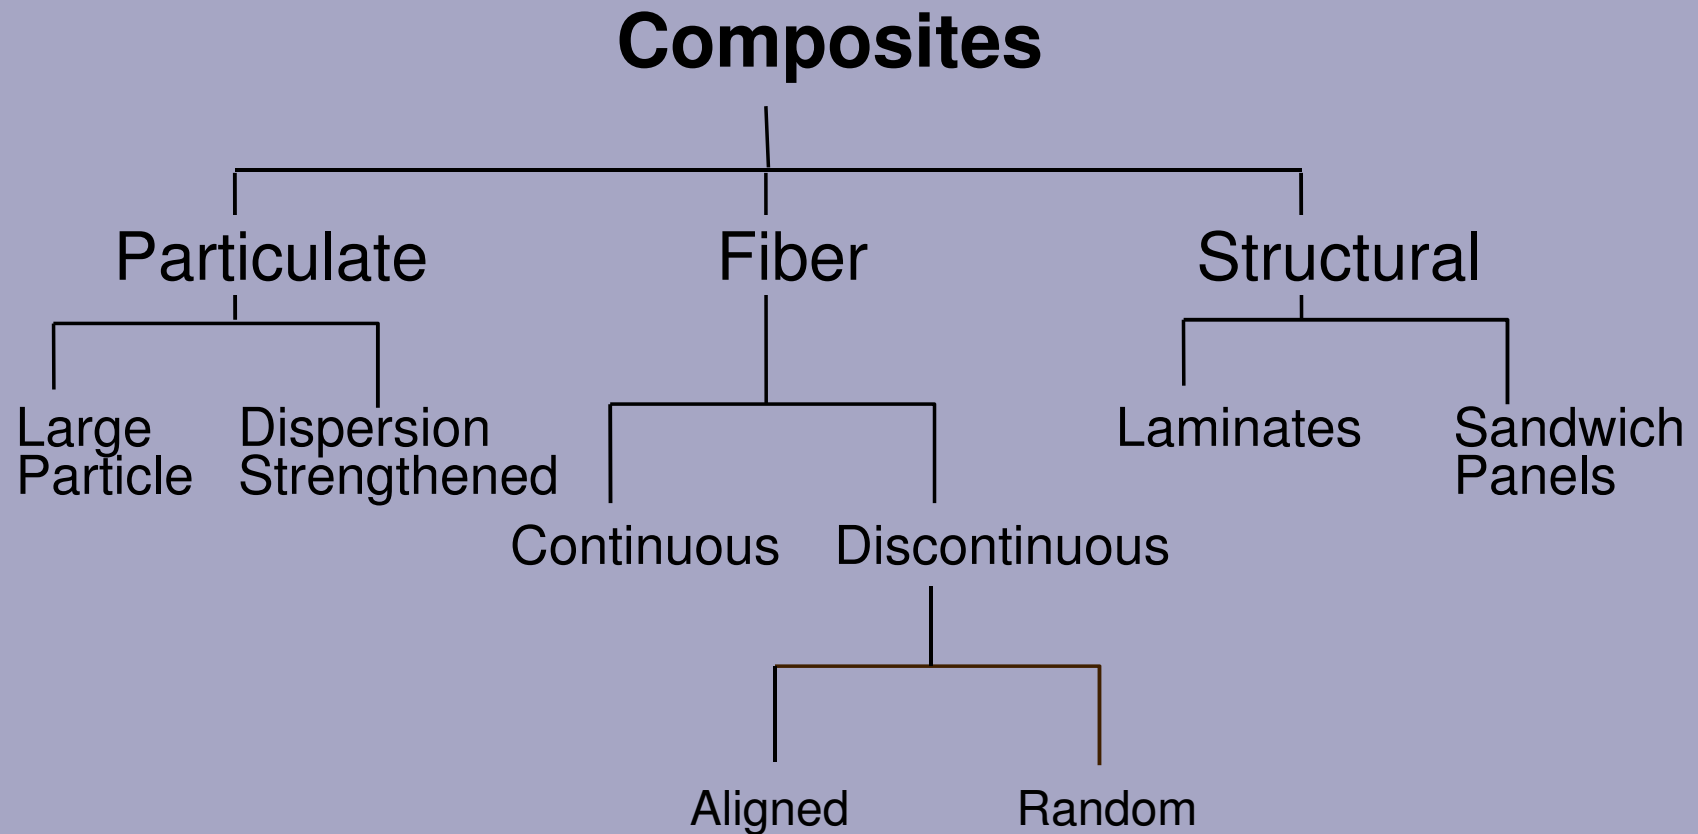 Composites
Particulate
Fiber
Structural
Large
Particle
Dispersion
Strengthened
Laminates
Sandwich
Panels
Continuous
Discontinuous
Aligned
Random